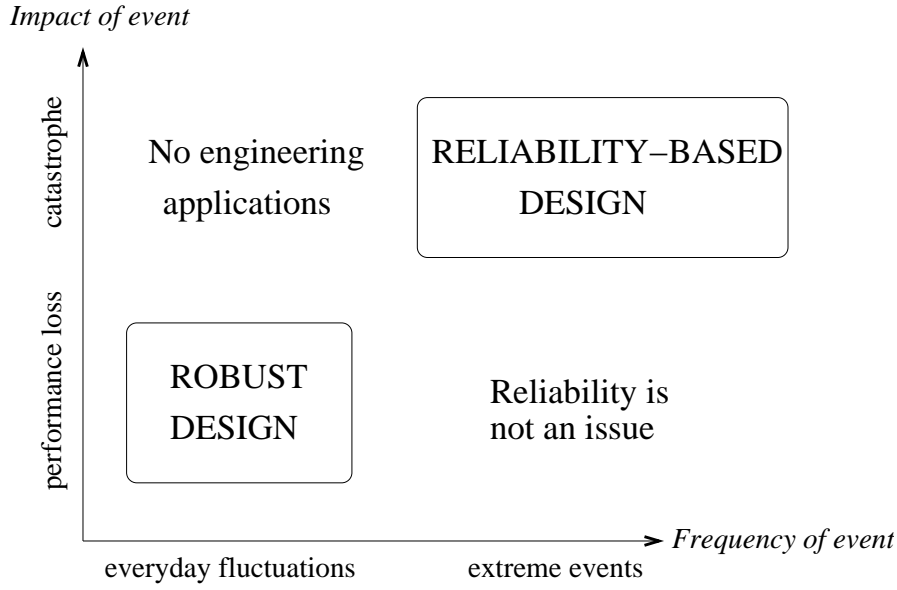 Impact of event
catastrophe
No engineering
applications
RELIABILITY–BASED
DESIGN
performance loss
ROBUST
DESIGN
Reliability is
not an issue
Frequency of event
everyday fluctuations
extreme events